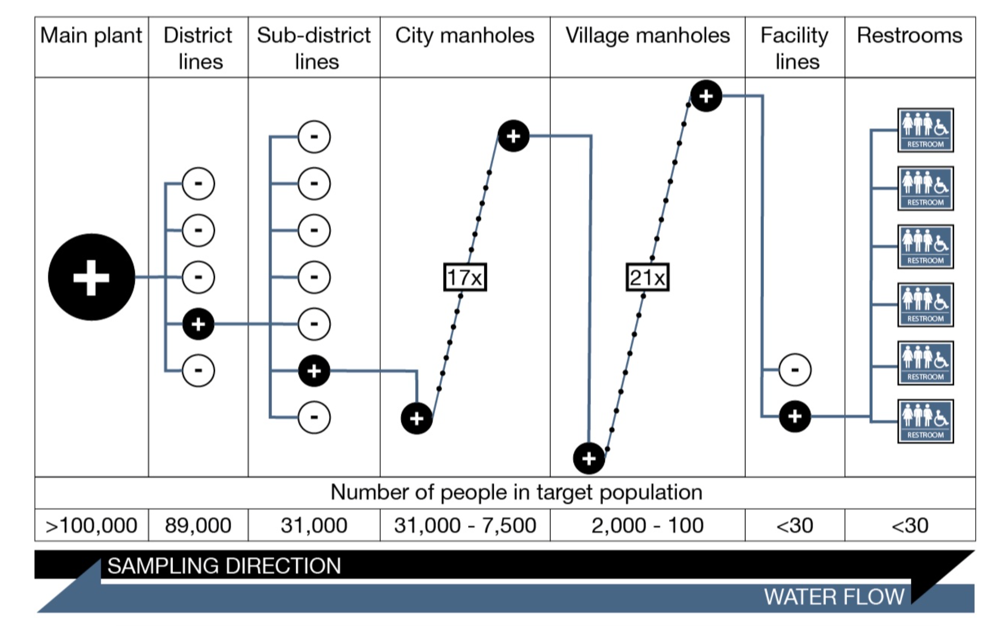 Main plant
District
lines
Sub-district
lines
City manholes
Village manholes
Facility
lines
Restrooms
+
-
-
-
+
-
-
-
-
-
-
+
-
+
17x
+
+
21x
+
-
+
RESTROOM
RESTROOM
RESTROOM
RESTROOM
RESTROOM
RESTROOM
Number of people in target population
>100,000
89,000
31,000
31,000 - 7,500
2,000 - 100
<30
<30
SAMPLING DIRECTION
WATER FLOW